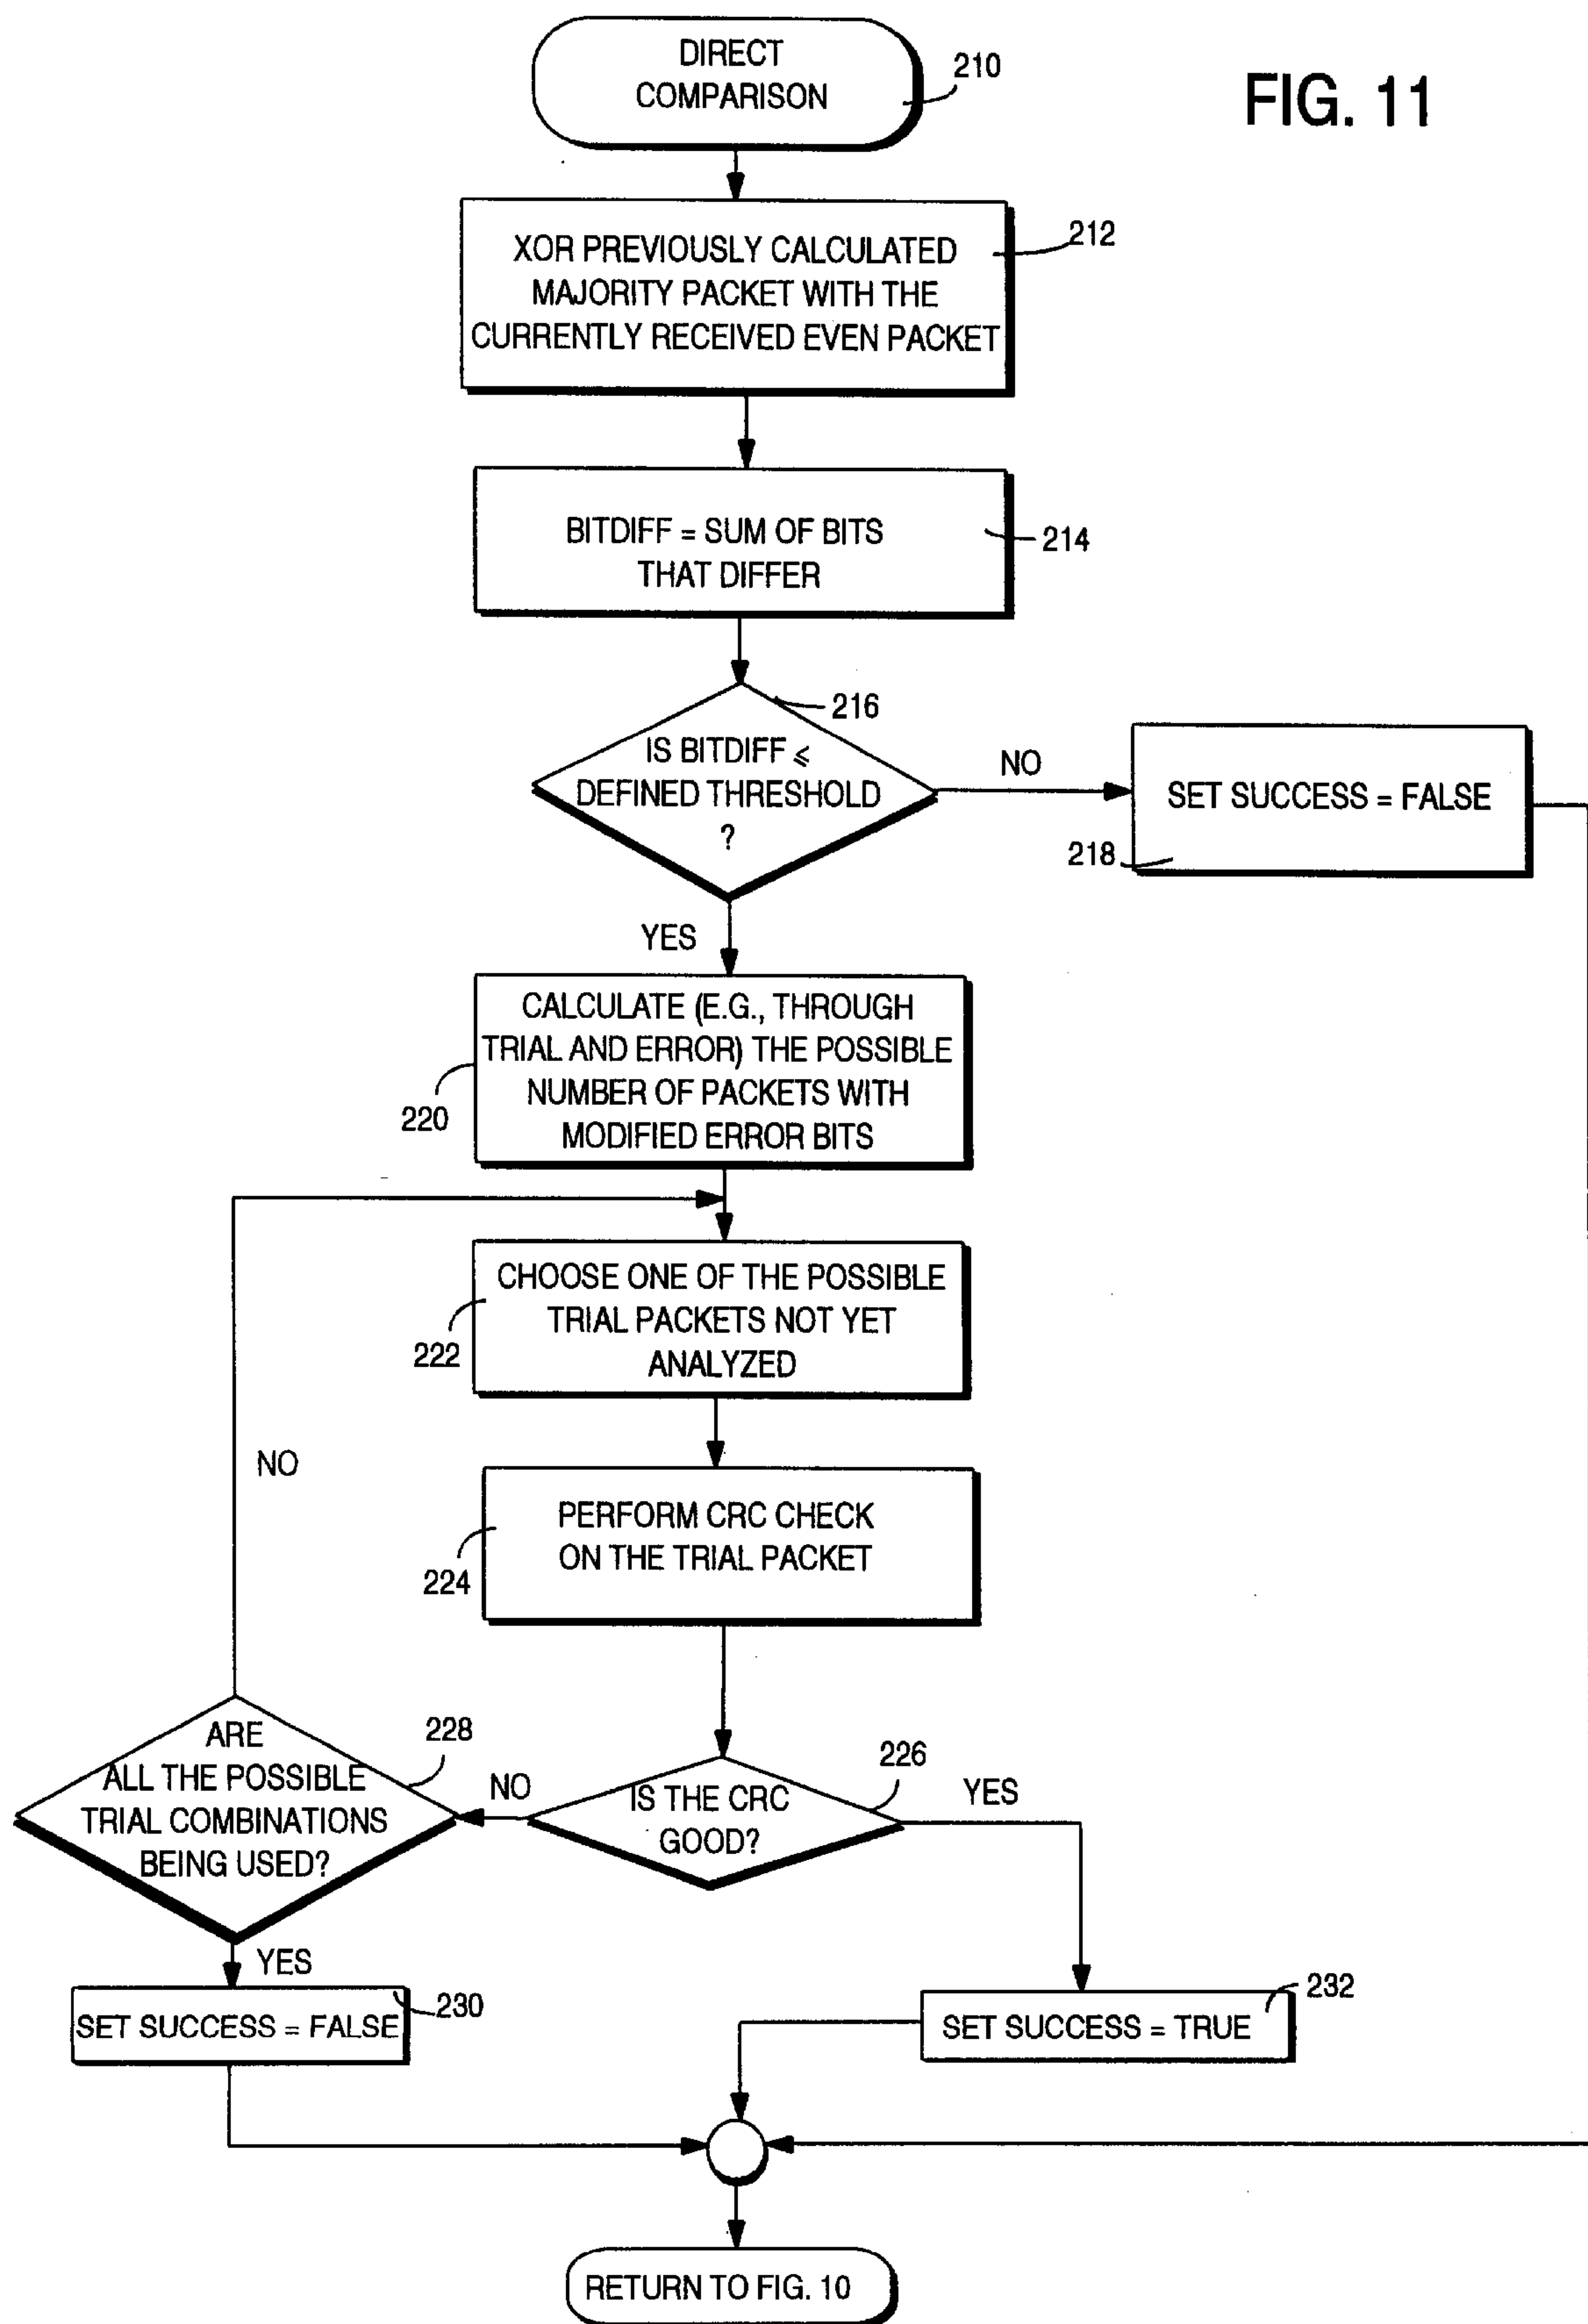 DIRECT
COMPARISON
210
FIG. 11
XOR PREVIOUSLY CALCULATED
MAJORITY PACKET WITH THE
CURRENTLY RECEIVED EVEN PACKET
212
BITDIFF = SUM OF BITS
THAT DIFFER
214
216
IS BITDIFF ≤
DEFINED THRESHOLD
?
NO
SET SUCCESS = FALSE
218
YES
CALCULATE (E.G., THROUGH
TRIAL AND ERROR) THE POSSIBLE
NUMBER OF PACKETS WITH
MODIFIED ERROR BITS
220
CHOOSE ONE OF THE POSSIBLE
TRIAL PACKETS NOT YET
ANALYZED
222
NO
PERFORM CRC CHECK
ON THE TRIAL PACKET
224
ARE
ALL THE POSSIBLE
TRIAL COMBINATIONS
BEING USED?
228
NO
IS THE CRC
GOOD?
226
YES
YES
SET SUCCESS = FALSE
230
SET SUCCESS = TRUE
232
RETURN TO FIG. 10